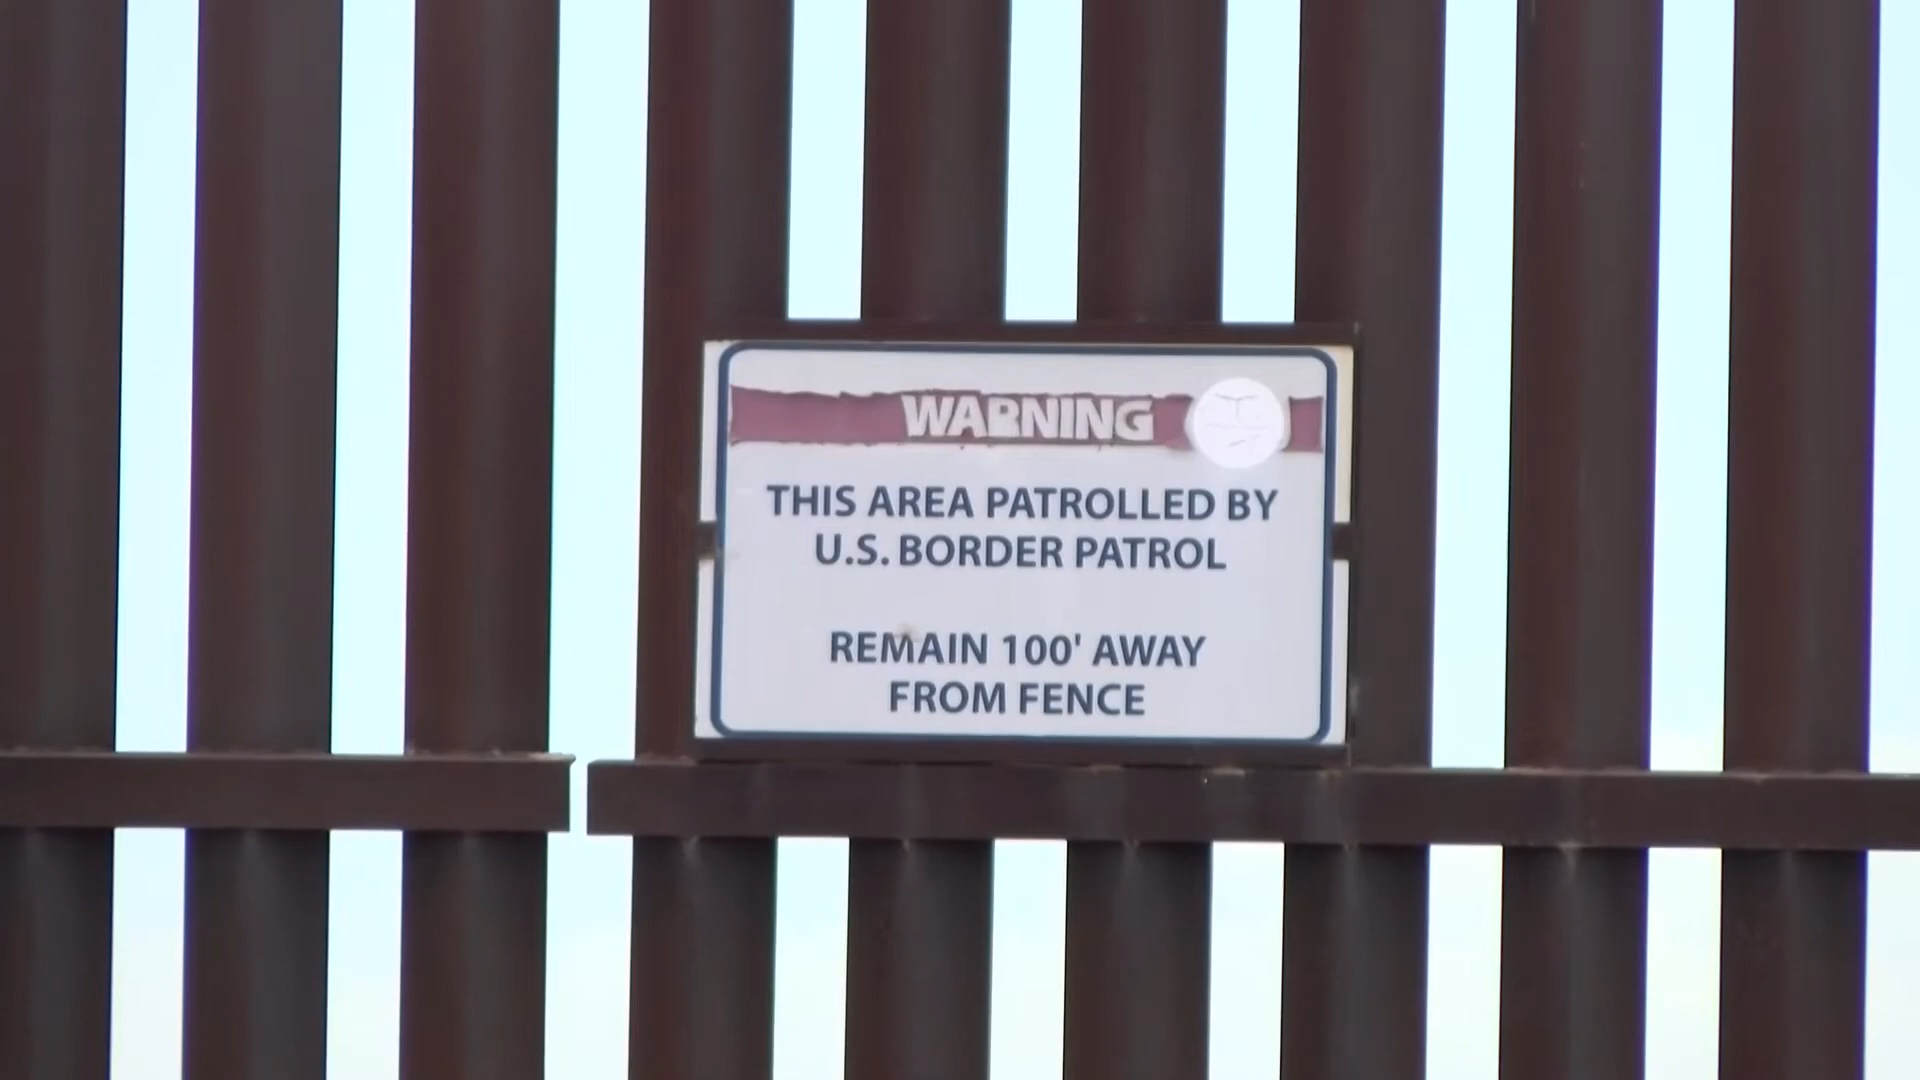 WARNING
THIS AREA PATROLLED BY
U.S. BORDER PATROL
REMAIN 100' AWAY
FROM FENCE